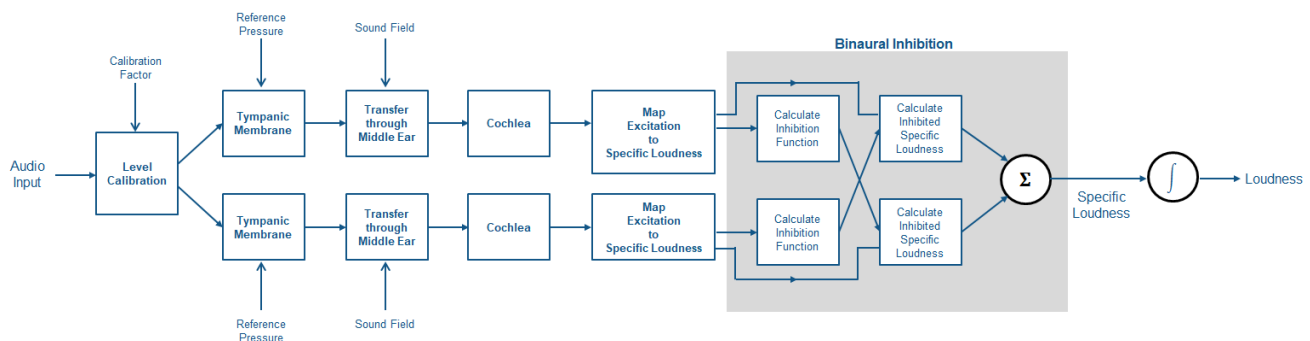 Reference
Pressure
Sound Field
Calibration
Factor
Audio
Input
Level
Calibration
Tympanic
Membrane
Transfer
through
Middle Ear
Cochlea
Map
Excitation
to
Specific Loudness
Binaural Inhibition
Calculate
Inhibition
Function
Calculate
Inhibited
Specific
Loudness
Tympanic
Membrane
Transfer
through
Middle Ear
Cochlea
Map
Excitation
to
Specific Loudness
Calculate
Inhibition
Function
Calculate
Inhibited
Specific
Loudness
Σ
Specific
Loudness
∫
Loudness
Reference
Pressure
Sound Field